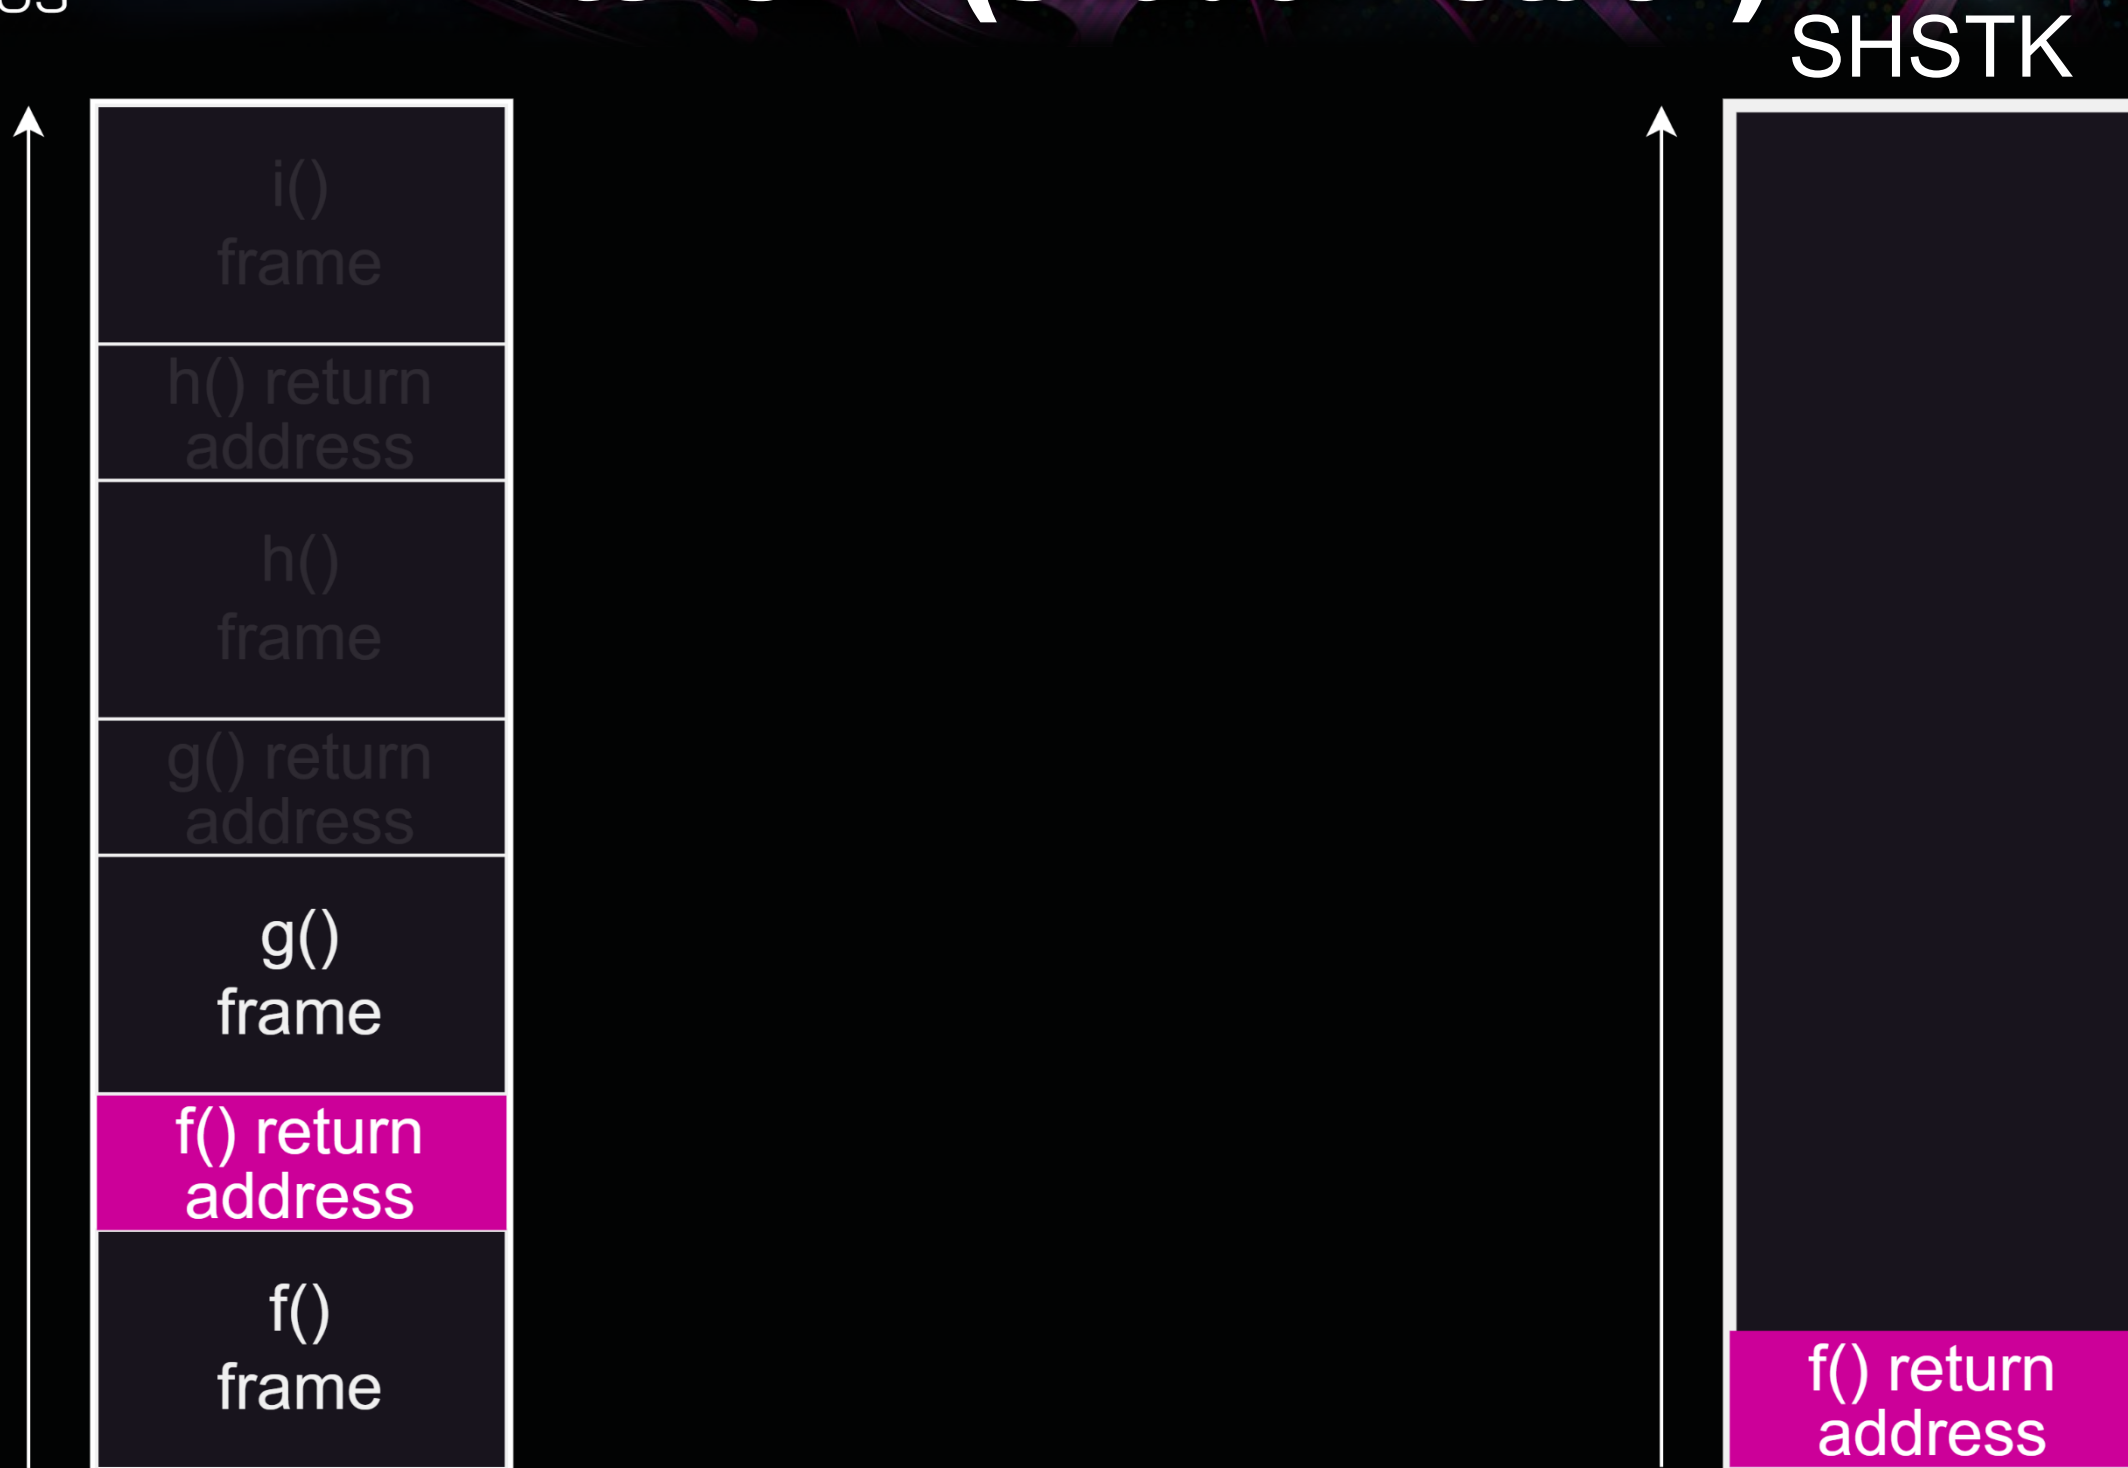 SHSTK
i()
frame
h() return
address
h()
frame
g() return
address
g()
frame
f() return
address
f()
frame
f() return
address